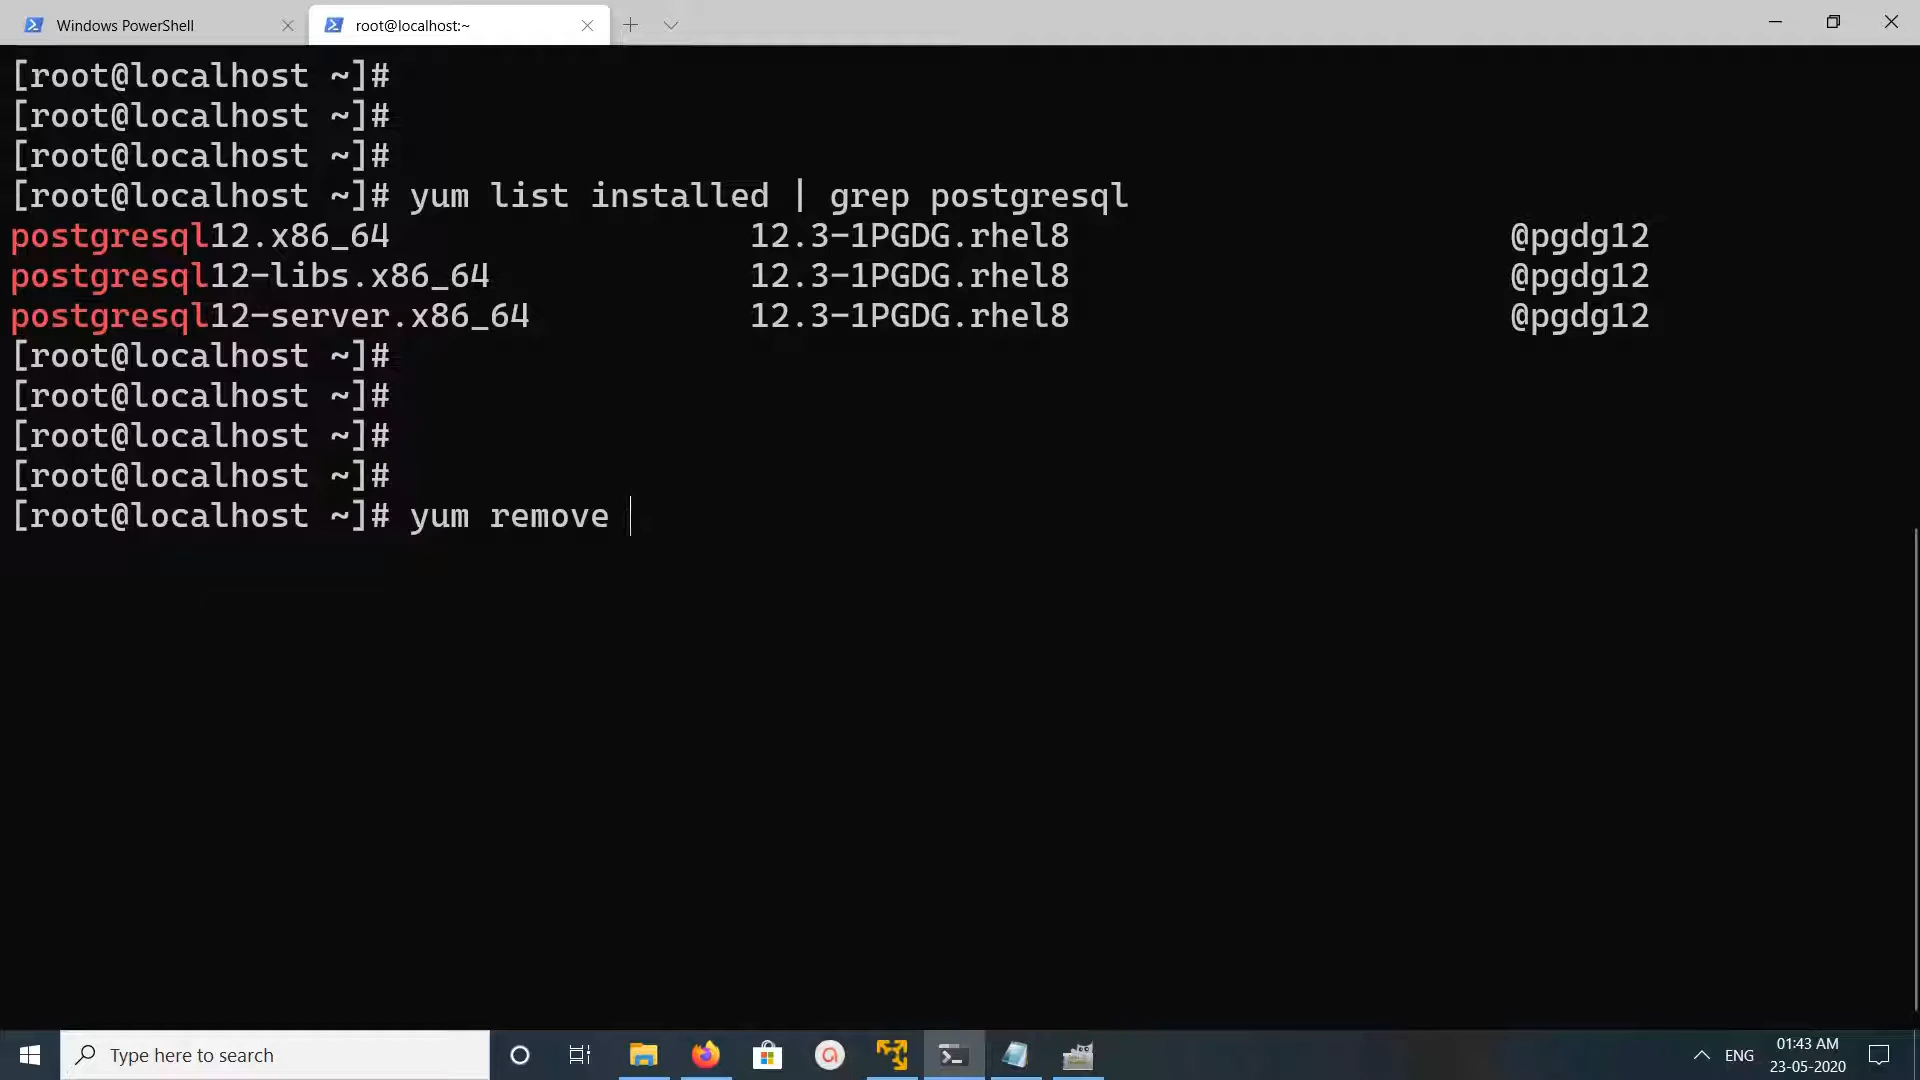 Windows PowerShell
root@localhost:~
[root@localhost ~]#
[root@localhost ~]#
[root@localhost ~]#
[root@localhost ~]# yum list installed | grep postgresql
postgresql12.x86_64 12.3-1PGDG.rhel8 @pgdg12
postgresql12-libs.x86_64 12.3-1PGDG.rhel8 @pgdg12
postgresql12-server.x86_64 12.3-1PGDG.rhel8 @pgdg12
[root@localhost ~]#
[root@localhost ~]#
[root@localhost ~]#
[root@localhost ~]#
[root@localhost ~]# yum remove
Type here to search
ENG
01:43 AM
23-05-2020